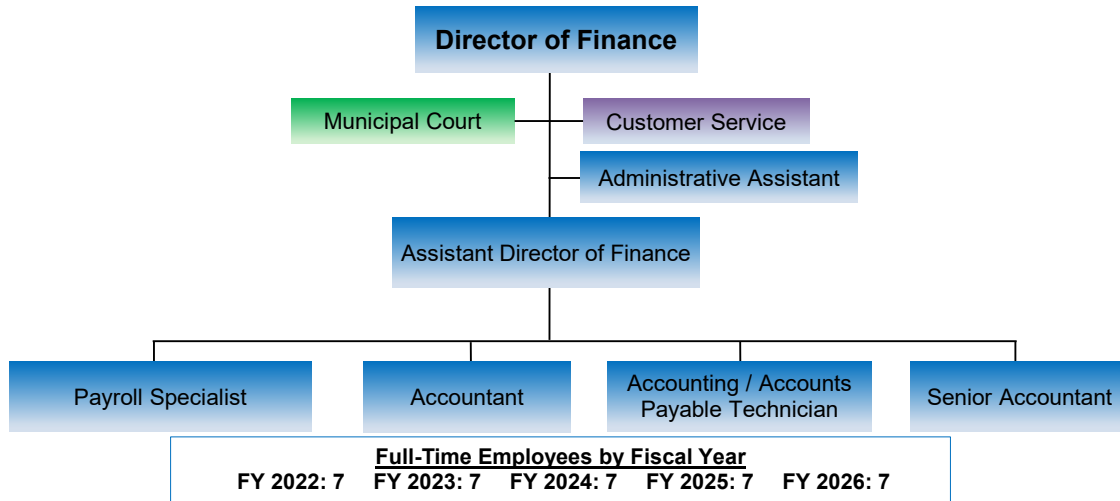 Director of Finance
Municipal Court
Customer Service
Administrative Assistant
Assistant Director of Finance
Payroll Specialist
Accountant
Accounting / Accounts
Payable Technician
Senior Accountant
Full-Time Employees by Fiscal Year
FY 2022: 7 FY 2023: 7 FY 2024: 7 FY 2025: 7 FY 2026: 7